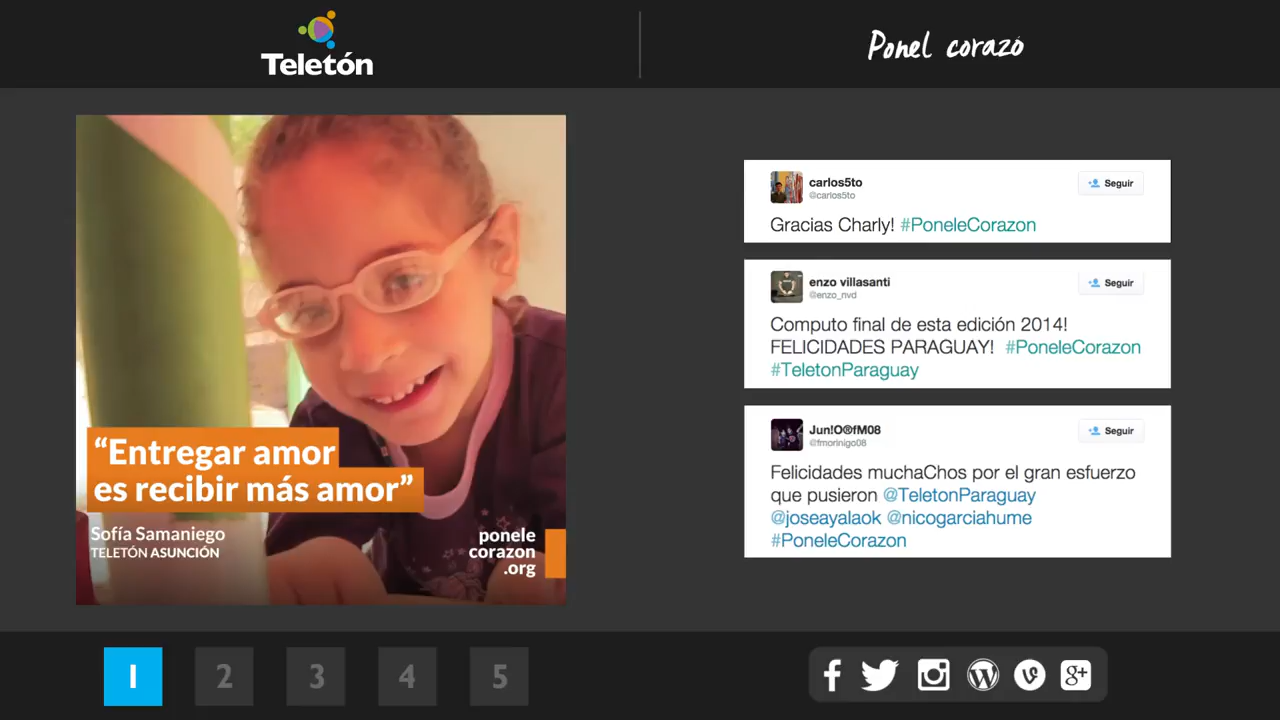 Teletón
Ponel corazo
“Entregar amor
es recibir más amor”
Sofía Samaniego
TELETÓN ASUNCIÓN
ponele
corazon
.org
carlos5to
@carlos5to
Seguir
Gracias Charly! #PoneleCorazon
enzo villasanti
@enzo_nvd
Seguir
Computo final de esta edición 2014!
FELICIDADES PARAGUAY! #PoneleCorazon
#TeletonParaguay
Jun!O®fM08
@fmorinigo08
Seguir
Felicidades muchaChos por el gran esfuerzo
que pusieron @TeletonParaguay
@joseayalaok @nicogarciahume
#PoneleCorazon
1 2 3 4 5